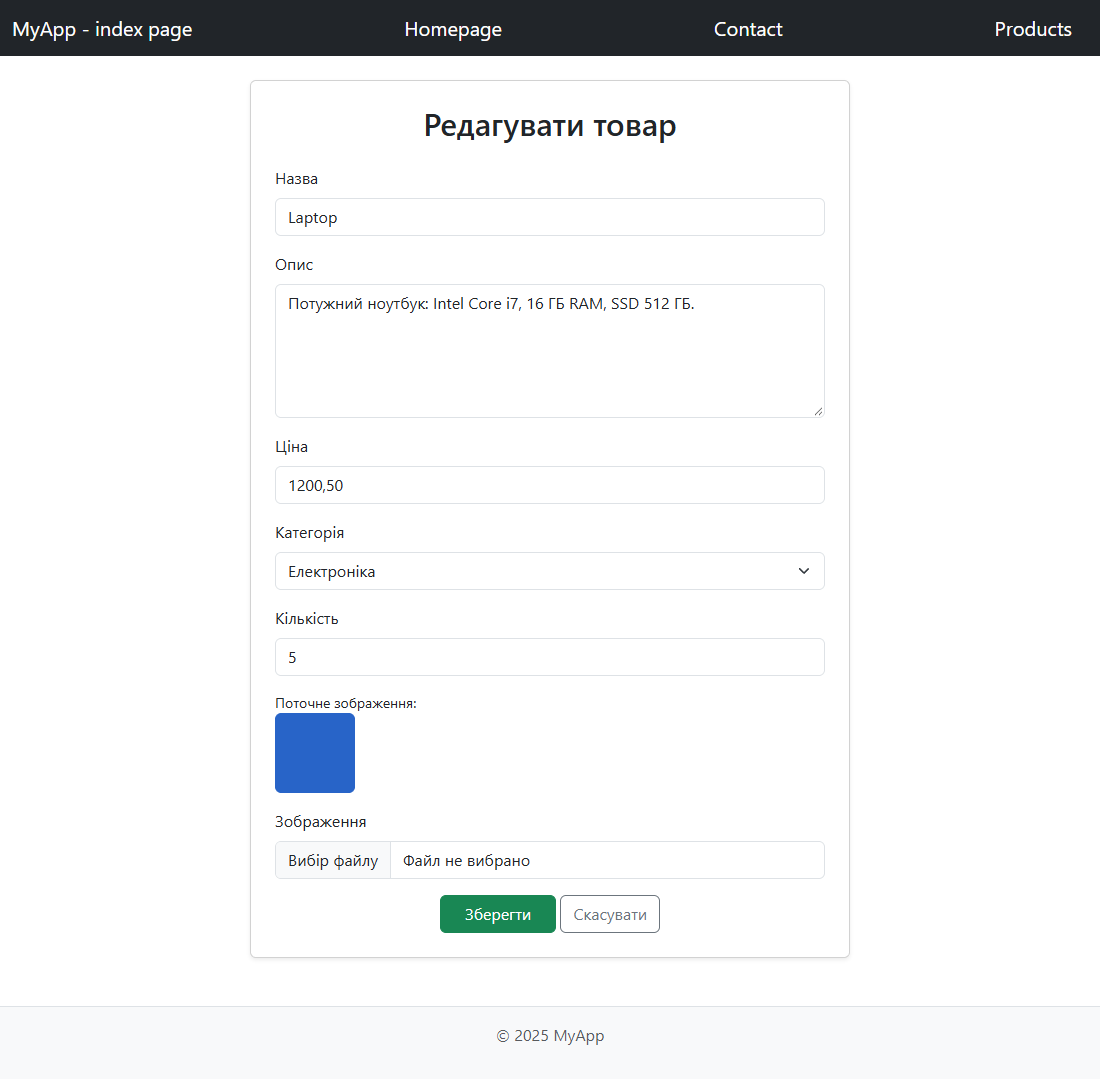 MyApp - index page Homepage Contact Products
Редагувати товар
Назва
Laptop
Опис
Потужний ноутбук: Intel Core i7, 16 ГБ RAM, SSD 512 ГБ.
Ціна
1200,50
Категорія
Електроніка
Кількість
5
Поточне зображення:
Зображення
Вибір файлу Файл не вибрано
Зберегти Скасувати
© 2025 MyApp